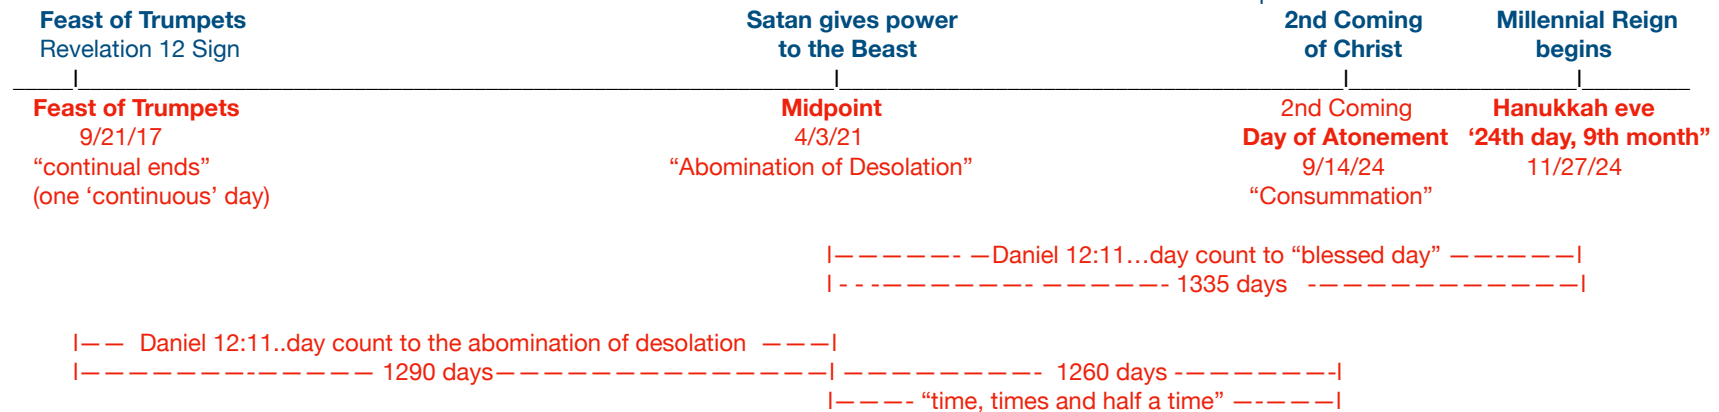 Feast of Trumpets
Revelation 12 Sign
Satan gives power
to the Beast
2nd Coming
of Christ
Millennial Reign
begins
Feast of Trumpets
9/21/17
“continual ends”
(one ‘continuous’ day)
Midpoint
4/3/21
“Abomination of Desolation”
2nd Coming
Day of Atonement
9/14/24
“Consummation”
Hanukkah eve
‘24th day, 9th month”
11/27/24
Daniel 12:11…day count to “blessed day”
1335 days
Daniel 12:11..day count to the abomination of desolation
1290 days
1260 days
“time, times and half a time”